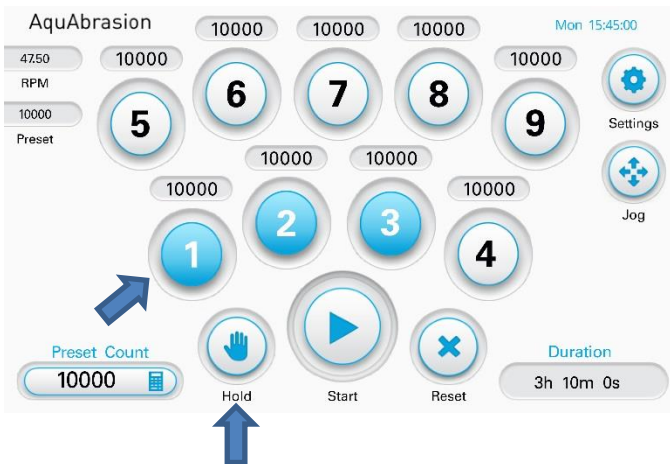 AquAbrasion
Mon 15:45:00
10000 10000 10000
47.50
RPM
10000
Preset
10000
10000
5
6
7
8
9
Settings
10000 10000
Jog
10000
10000
1
2
3
4
Preset Count
10000
Hold
Start
Reset
Duration
3h 10m 0s